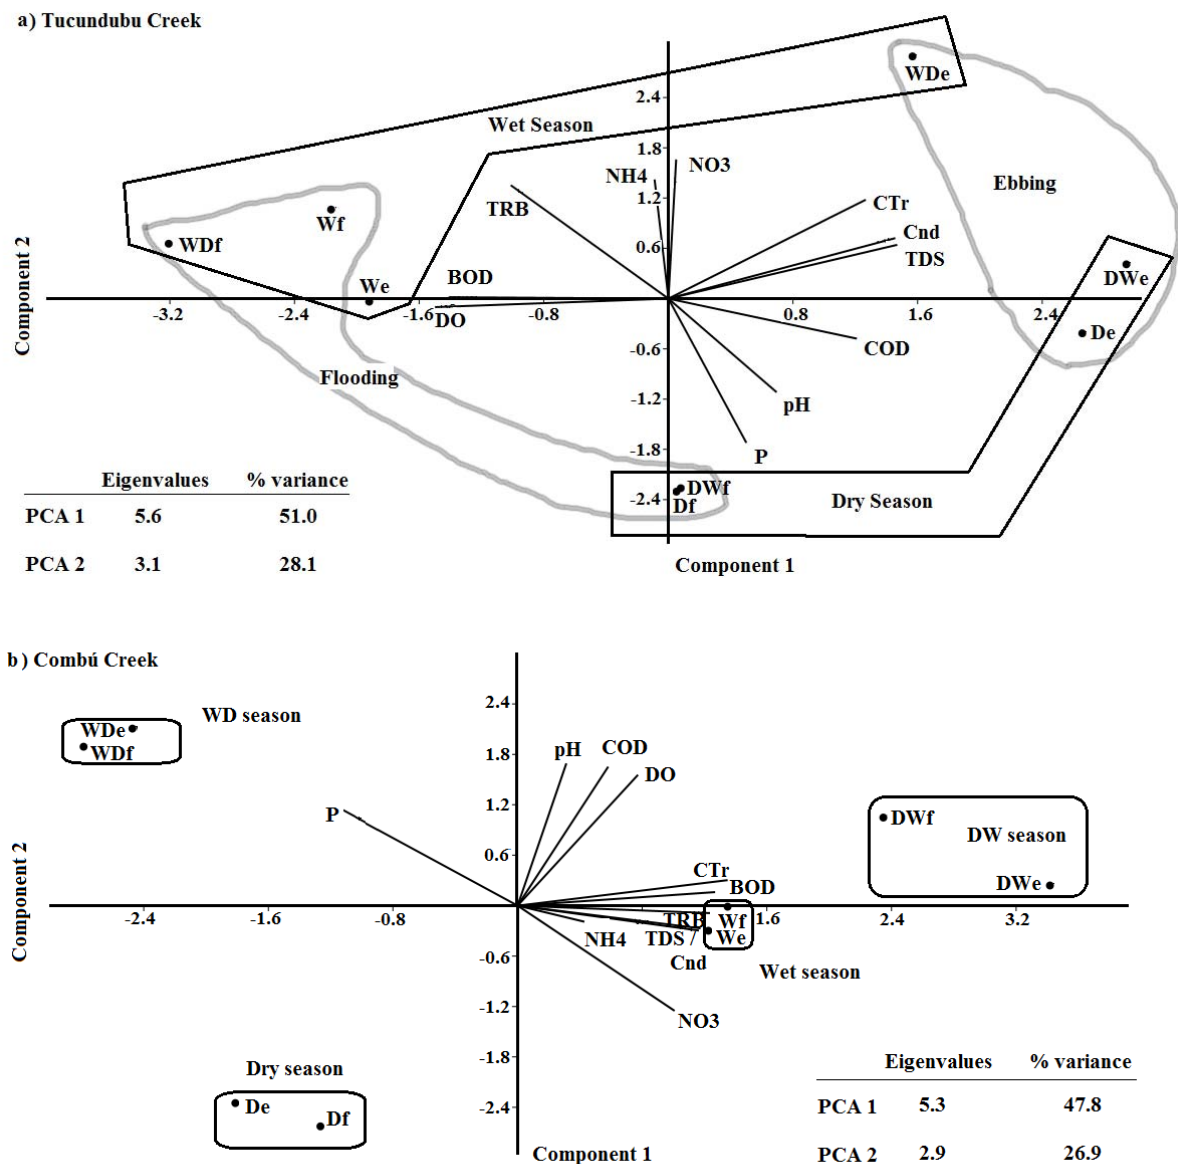 a) Tucundubu Creek
WDe
2.4
Wet Season
1.8
NH4
NO3
Ebbing
TRB
1.2
CTr
Wf
WDf
Cnd
0.6
TDS
Component 2
We
BOD
DWe
-3.2
-2.4
-1.6
-0.8
0.8
1.6
2.4
DO
De
-0.6
COD
Flooding
-1.2
pH
-1.8
P
Eigenvalues % variance
DWf
-2.4
Df
Dry Season
PCA 1 5.6 51.0
PCA 2 3.1 28.1
Component 1
b) Combú Creek
2.4
WD season
WDe
WDf
1.8
pH
COD
DO
P
1.2
DWf
DW season
0.6
CTr
BOD
DWe
Component 2
-2.4
-1.6
-0.8
1.6
2.4
3.2
TRB
Wf
NH4
TDS
We
Cnd
-0.6
Wet season
-1.2
NO3
-1.8
Dry season
De
Df
-2.4
Eigenvalues % variance
PCA 1 5.3 47.8
PCA 2 2.9 26.9
Component 1